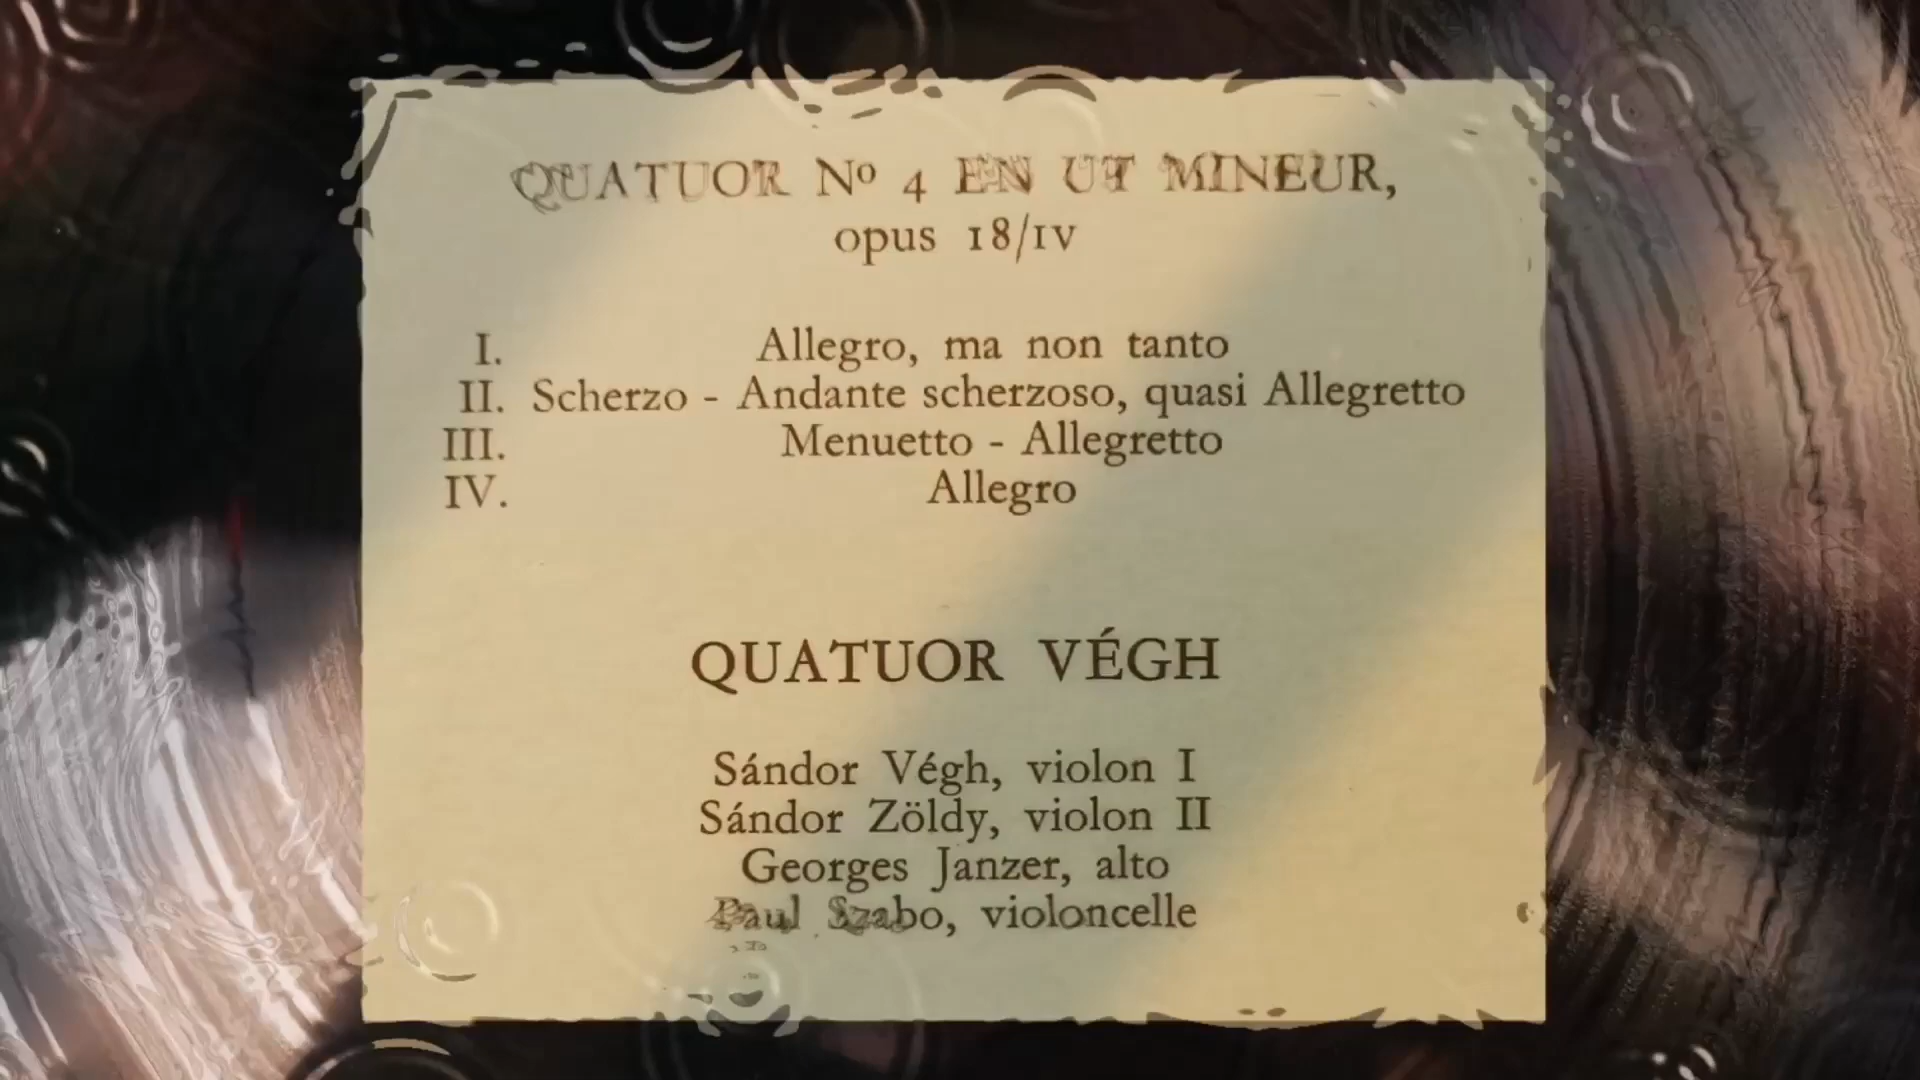 QUATUOR Nº 4 EN UT MINEUR,
opus 18/IV
I. Allegro, ma non tanto
II. Scherzo - Andante scherzoso, quasi Allegretto
III. Menuetto - Allegretto
IV. Allegro
QUATUOR VÉGH
Sándor Végh, violon I
Sándor Zöldy, violon II
Georges Janzer, alto
Paul Szabo, violoncelle